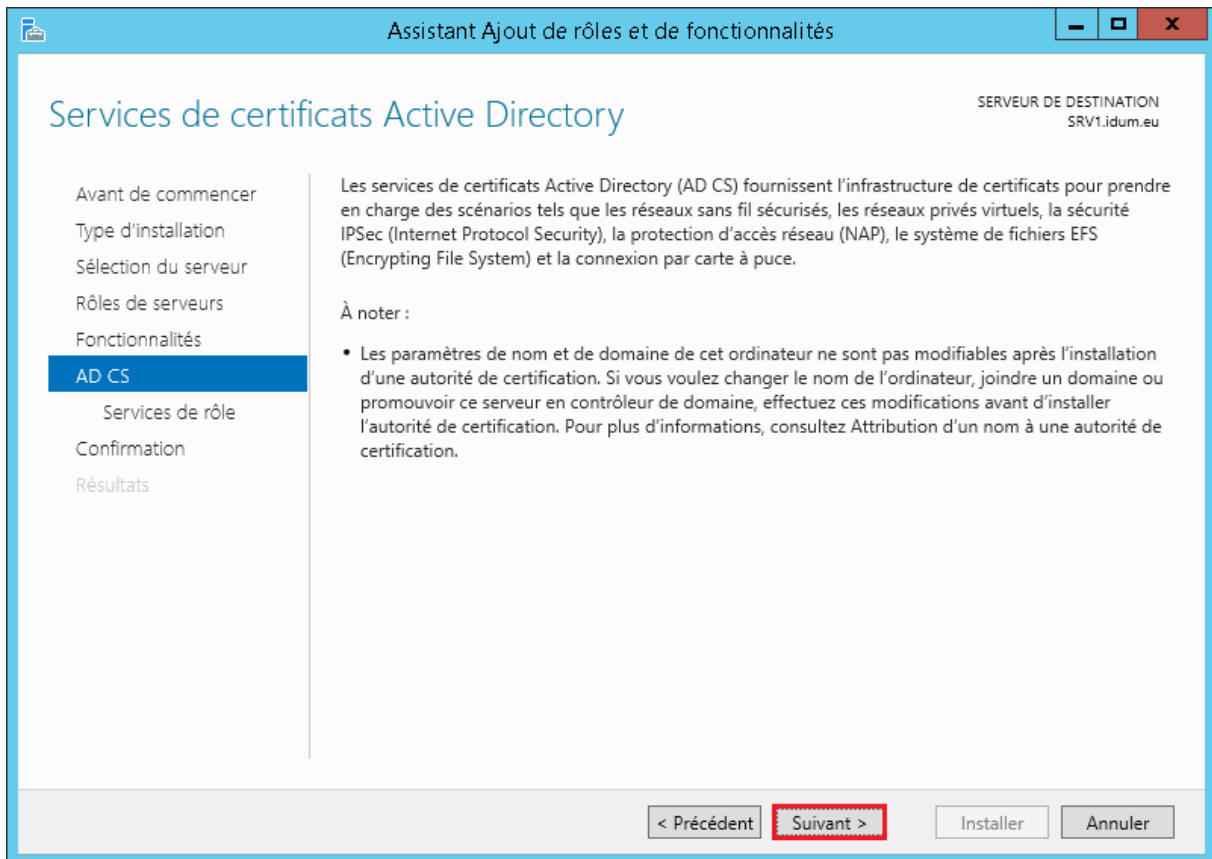 Assistant Ajout de rôles et de fonctionnalités
Services de certificats Active Directory
SERVEUR DE DESTINATION
SRV1.idum.eu
Avant de commencer
Type d'installation
Sélection du serveur
Rôles de serveurs
Fonctionnalités
AD CS
Services de rôle
Confirmation
Résultats
Les services de certificats Active Directory (AD CS) fournissent l'infrastructure de certificats pour prendre
en charge des scénarios tels que les réseaux sans fil sécurisés, les réseaux privés virtuels, la sécurité
IPSec (Internet Protocol Security), la protection d'accès réseau (NAP), le système de fichiers EFS
(Encrypting File System) et la connexion par carte à puce.
À noter :
• Les paramètres de nom et de domaine de cet ordinateur ne sont pas modifiables après l'installation
d'une autorité de certification. Si vous voulez changer le nom de l'ordinateur, joindre un domaine ou
promouvoir ce serveur en contrôleur de domaine, effectuez ces modifications avant d'installer
l'autorité de certification. Pour plus d'informations, consultez Attribution d'un nom à une autorité de
certification.
< Précédent
Suivant >
Installer
Annuler